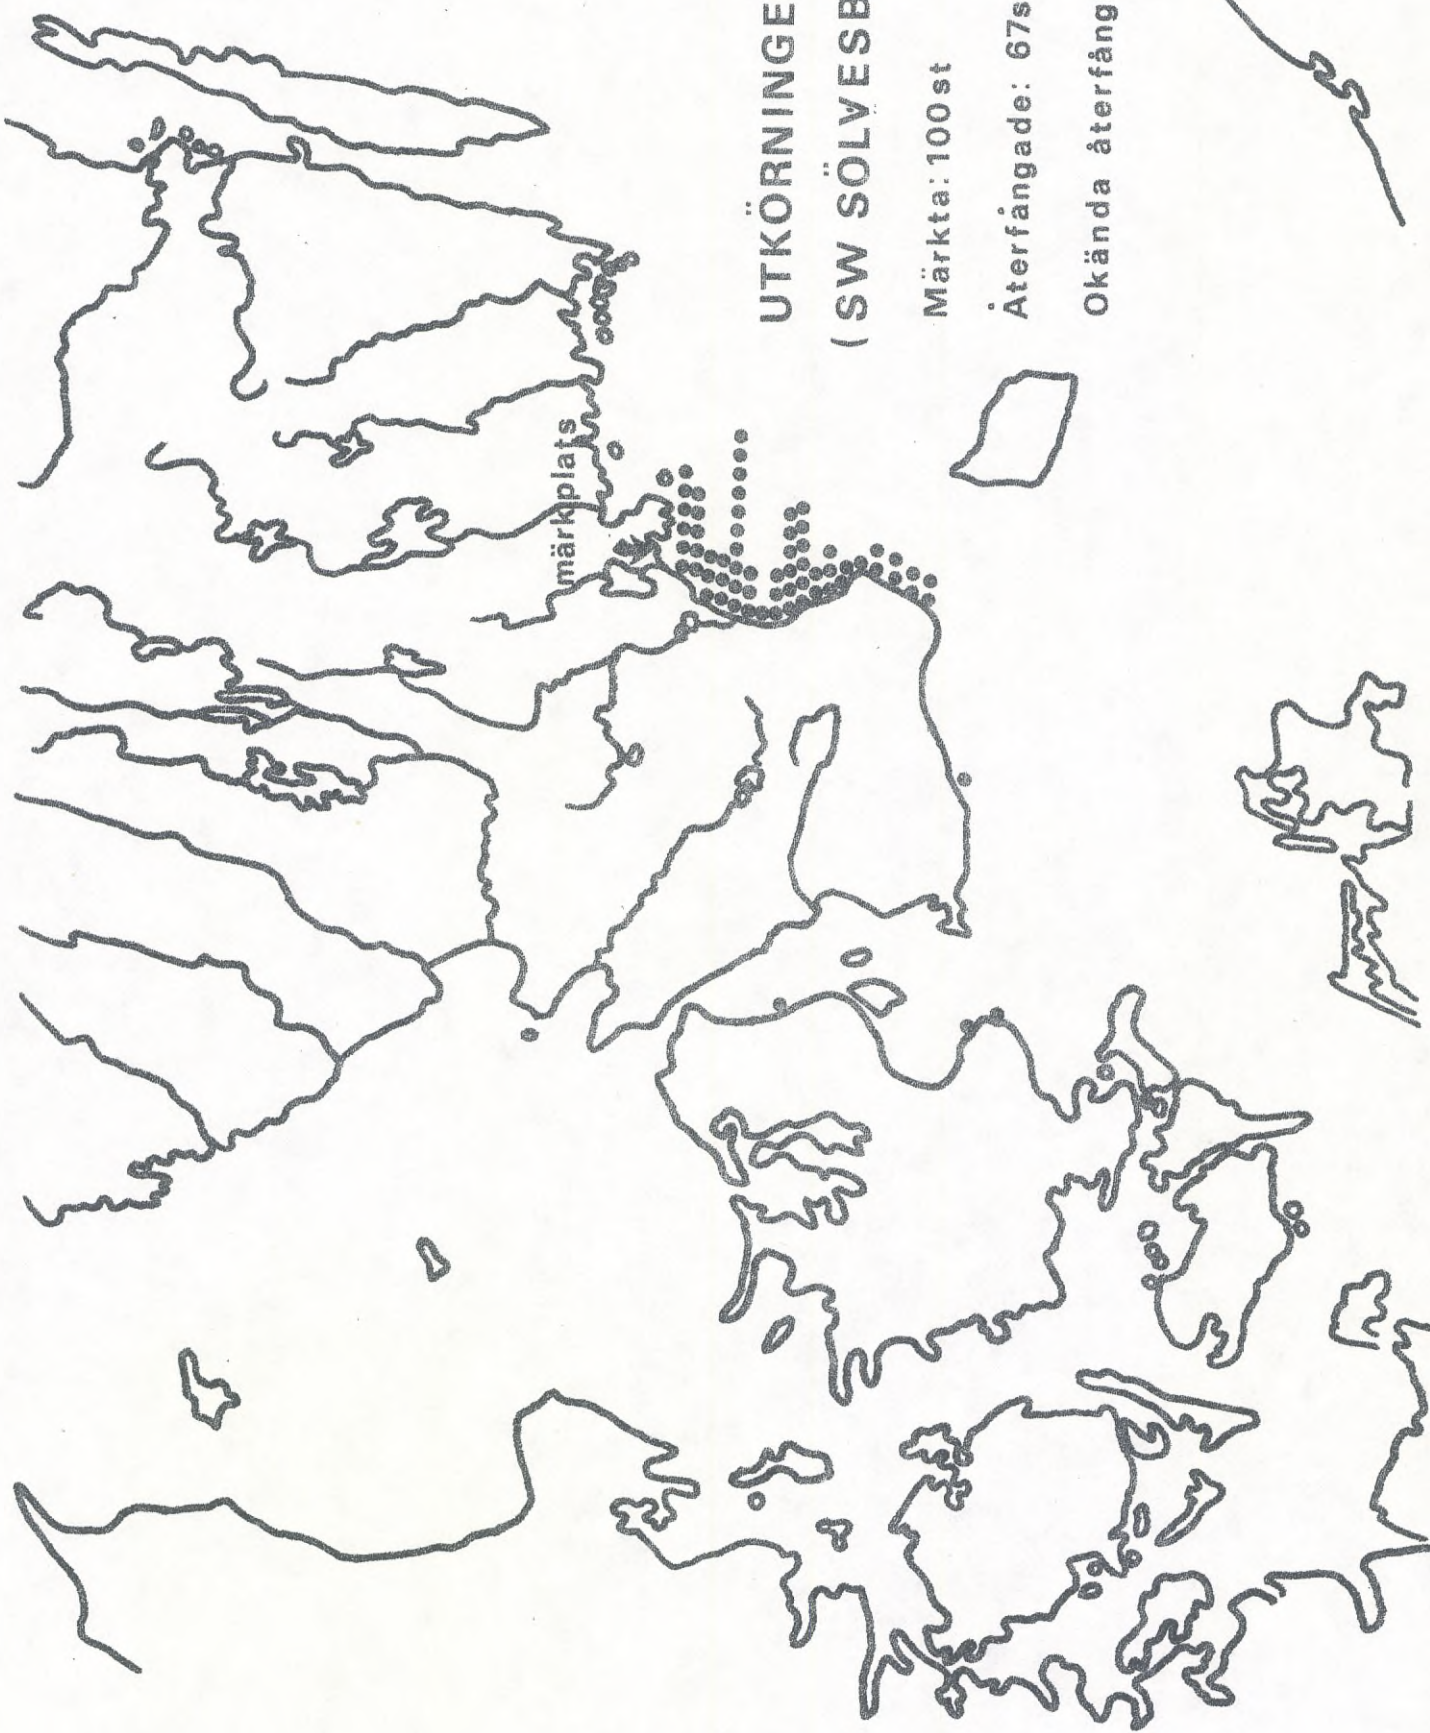 UTKÖRNINGE
(SW SÖLVESB
Märkta: 100st
Återfångade: 67s
Okända återfång
märkplats